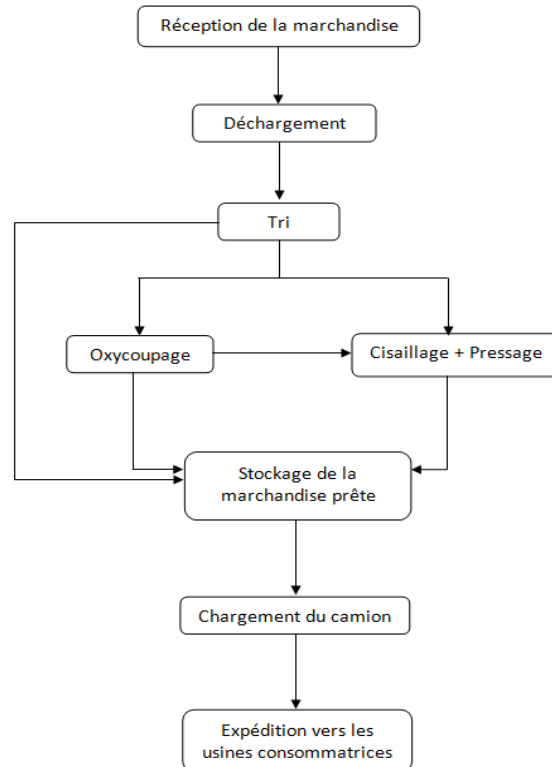 Réception de la marchandise
Déchargement
Tri
Oxycoupage
Cisaillage + Pressage
Stockage de la
marchandise prête
Chargement du camion
Expédition vers les
usines consommatrices